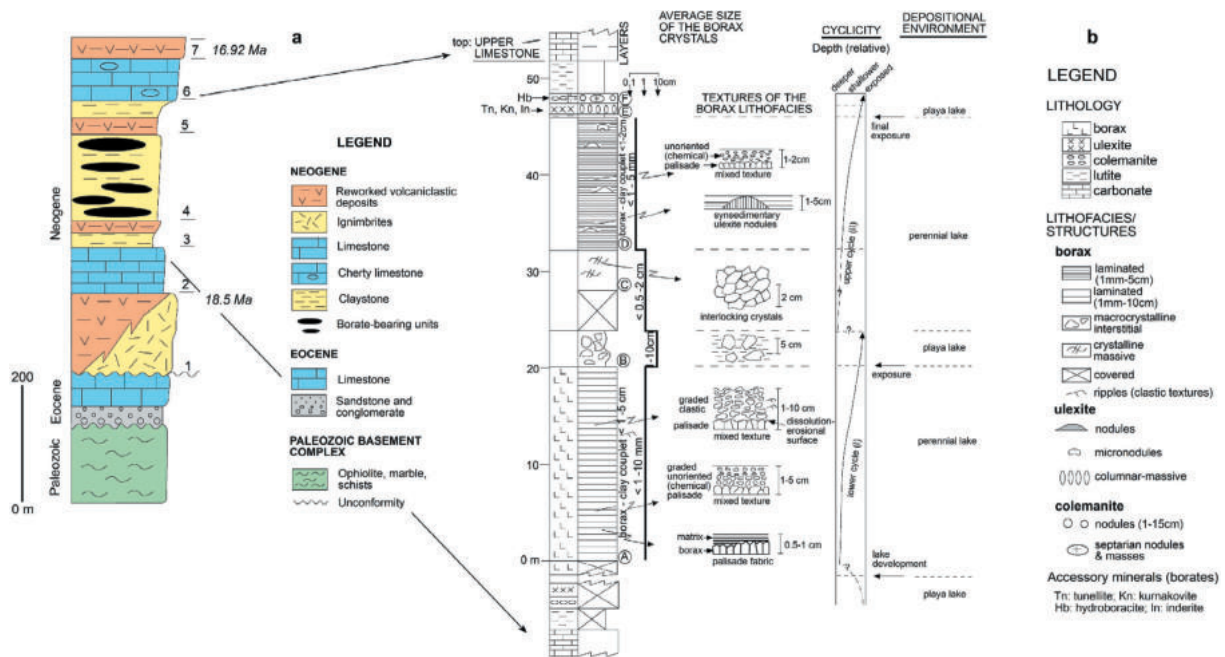 a
7
16.92 Ma
6
5
4
3
2
18.5 Ma
1
Neogene
Eocene
Paleozoic
200
0 m
LEGEND
NEOGENE
Reworked volcaniclastic
deposits
Ignimbrites
Limestone
Cherty limestone
Claystone
Borate-bearing units
EOCENE
Limestone
Sandstone and
conglomerate
PALEOZOIC BASEMENT
COMPLEX
Ophiolite, marble,
schists
Unconformity
top: UPPER
LIMESTONE
LAYERS
50
40
30
20
10
0 m
Hb
Tn, Kn, In
F
E
D
C
B
A
borax - clay couplet <1-2cm
< 1 - 5 mm
< 0.5 -2 cm
-10cm
borax - clay couplet < 1 -5 cm
< 1 -10 mm
AVERAGE SIZE
OF THE BORAX
CRYSTALS
0,1 1 10cm
TEXTURES OF THE
BORAX LITHOFACIES
unoriented
(chemical)
palisade
mixed texture
1-2cm
synsedimentary
ulexite nodules
1-5cm
2 cm
interlocking crystals
5 cm
graded
clastic
palisade
mixed texture
1-10 cm
dissolution-
erosional
surface
graded
unoriented
(chemical)
palisade
mixed texture
1-5 cm
matrix
borax
palisade fabric
0.5-1 cm
CYCLICITY
Depth (relative)
deeper
shallower
exposed
upper cycle (II)
?
lower cycle (I)
?
DEPOSITIONAL
ENVIRONMENT
playa lake
final
exposure
perennial lake
playa lake
exposure
perennial lake
lake
development
playa lake
b
LEGEND
LITHOLOGY
borax
ulexite
colemanite
lutite
carbonate
LITHOFACIES/
STRUCTURES
borax
laminated
(1mm-5cm)
laminated
(1mm-10cm)
macrocrystalline
interstitial
crystalline
massive
covered
ripples (clastic textures)
ulexite
nodules
micronodules
columnar-massive
colemanite
nodules (1-15cm)
septarian nodules
& masses
Accessory minerals (borates)
Tn: tunellite; Kn: kurnakovite
Hb: hydroboracite; In: inderite